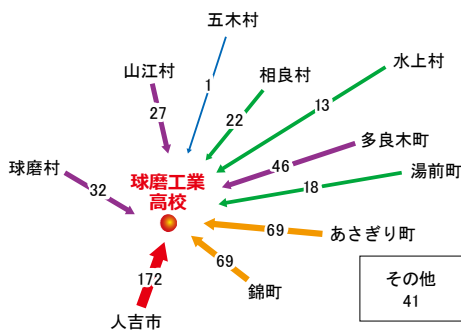 五木村
1
山江村
27
相良村
22
水上村
13
多良木町
46
湯前町
18
球磨村
32
球磨工業
高校
あさぎり町
69
錦町
69
人吉市
172
その他
41